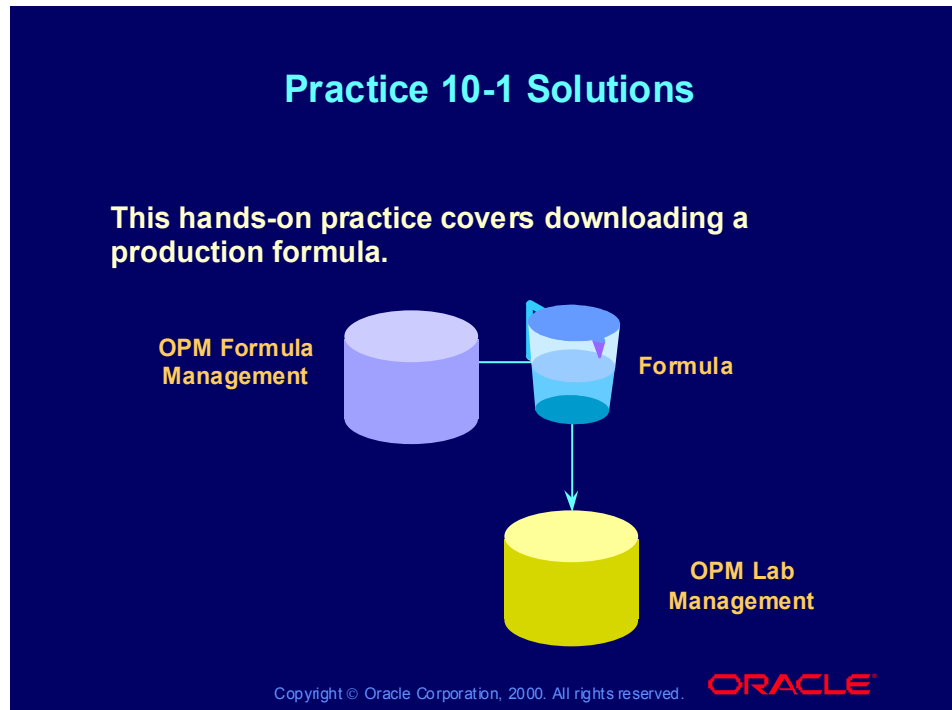 Practice 10-1 Solutions
This hands-on practice covers downloading a
production formula.
OPM Formula
Management
Formula
OPM Lab
Management
Copyright © Oracle Corporation, 2000. All rights reserved.
ORACLE®